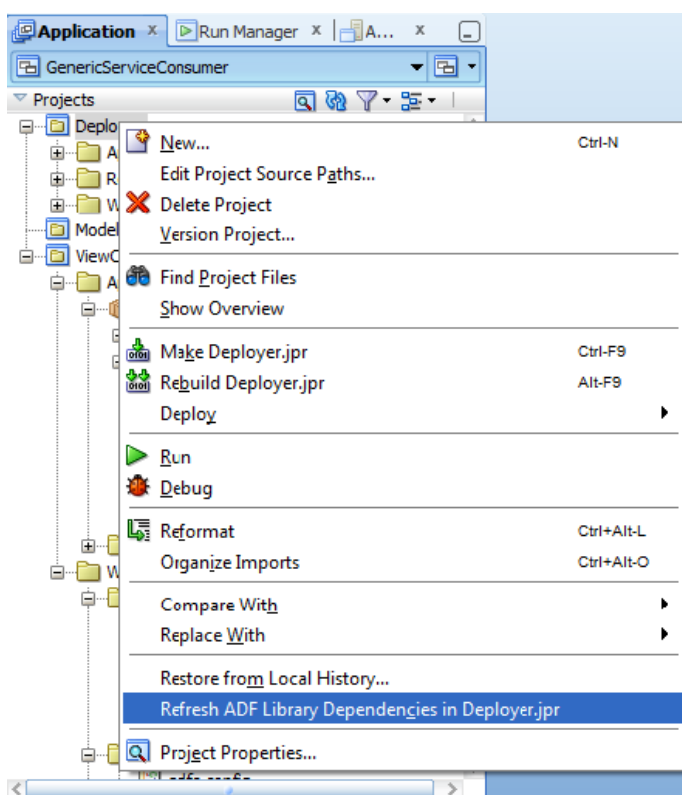 Application x Run Manager x A... x
GenericServiceConsumer
Projects
Deplo
New... Ctrl-N
A
Edit Project Source Paths...
R
Delete Project
W
Version Project...
Model
ViewC
Find Project Files
A
Show Overview
Make Deployer.jpr Ctrl-F9
Rebuild Deployer.jpr Alt-F9
Deploy
Run
Debug
Reformat Ctrl+Alt-L
Organize Imports Ctrl+Alt-O
W
Compare With
Replace With
Restore from Local History...
Refresh ADF Library Dependencies in Deployer.jpr
Project Properties...